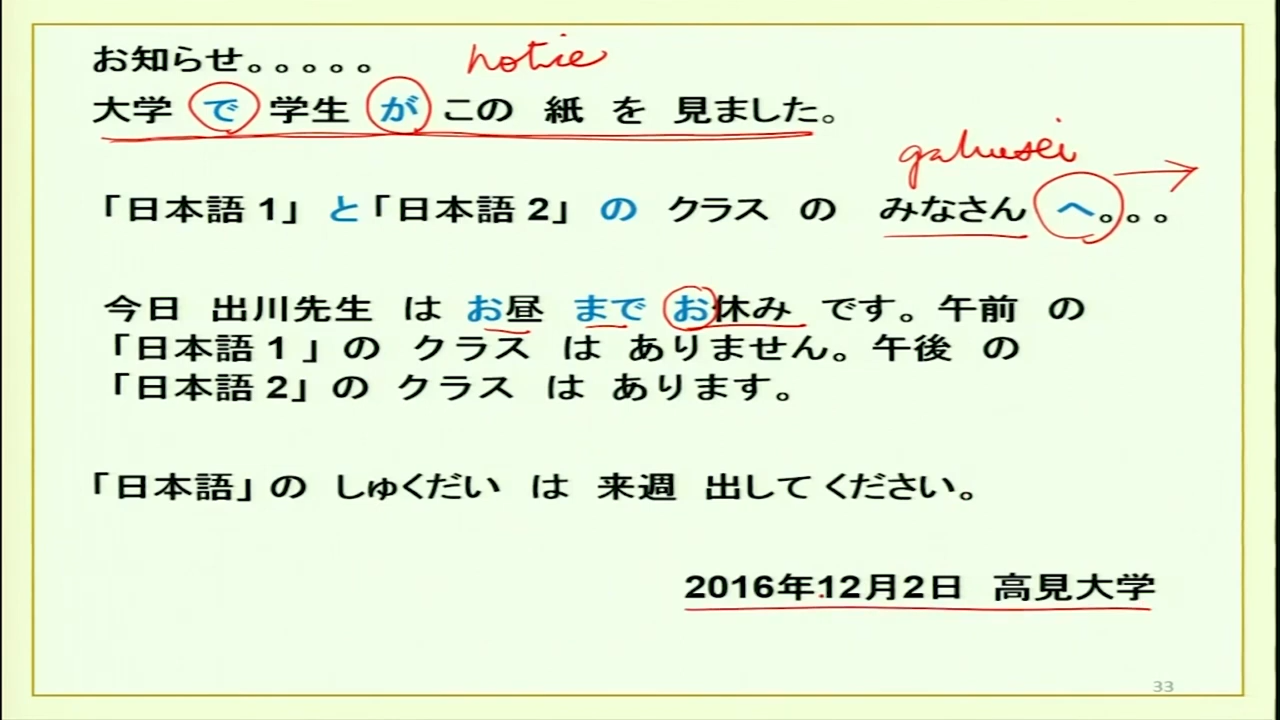 お知らせ。。。。。 notie
大学 で 学生 が この 紙 を 見ました。
gakusei
「日本語1」 と「日本語2」 の クラス の みなさん へ。。。
今日 出川先生 は お昼 まで お休み です。午前 の
「日本語1 」の クラス は ありません。午後 の
「日本語2」の クラス は あります。
「日本語」の しゅくだい は 来週 出して ください。
2016年12月2日 高見大学
33